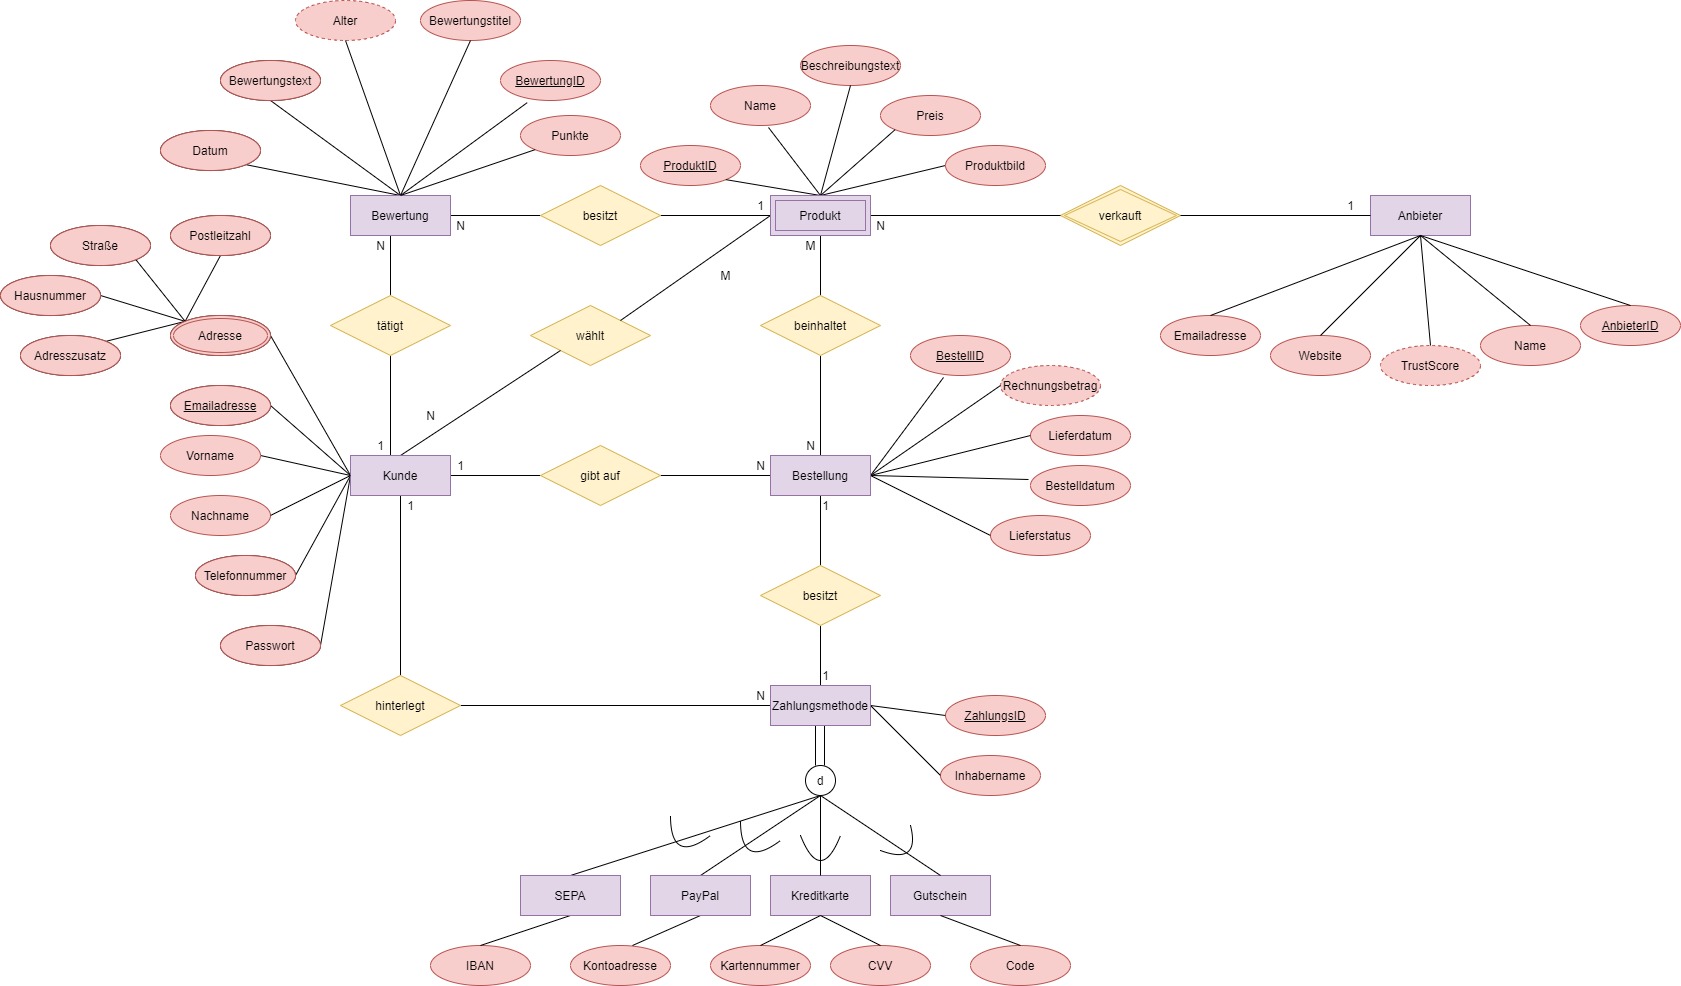 Alter
Bewertungstitel
Bewertungstext
BewertungID
Datum
Punkte
Beschreibungstext
Name
Preis
ProduktID
Produktbild
Bewertung
N
besitzt
1
Produkt
N
verkauft
1
Anbieter
N
M
M
Straße
Postleitzahl
Hausnummer
Adresse
Adresszusatz
tätigt
wählt
beinhaltet
Emailadresse
Website
TrustScore
Name
AnbieterID
BestellID
Rechnungsbetrag
Lieferdatum
Bestelldatum
Lieferstatus
Emailadresse
Vorname
Nachname
Telefonnummer
Passwort
N
1
N
Kunde
1
gibt auf
N
Bestellung
1
1
besitzt
1
hinterlegt
N
Zahlungsmethode
ZahlungsID
Inhabername
d
SEPA
PayPal
Kreditkarte
Gutschein
IBAN
Kontoadresse
Kartennummer
CVV
Code